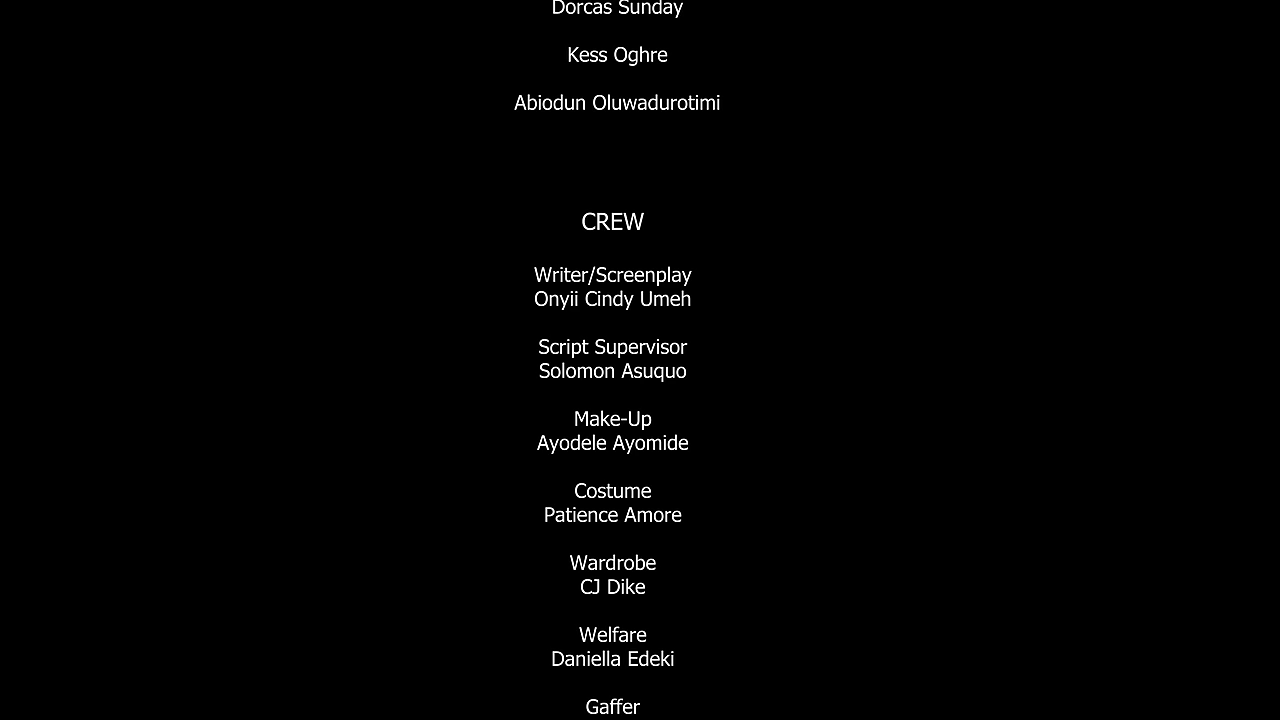 Dorcas Sunday
Kess Oghre
Abiodun Oluwadurotimi
CREW
Writer/Screenplay
Onyii Cindy Umeh
Script Supervisor
Solomon Asuquo
Make-Up
Ayodele Ayomide
Costume
Patience Amore
Wardrobe
CJ Dike
Welfare
Daniella Edeki
Gaffer